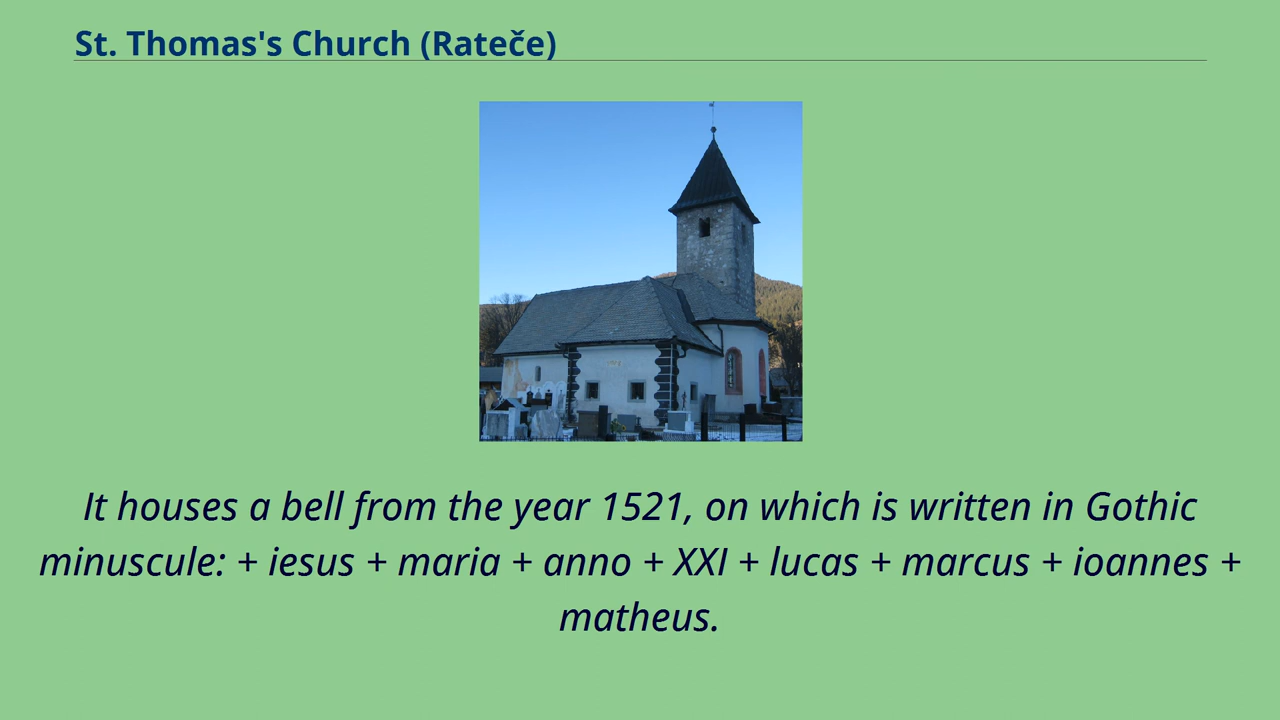 St. Thomas's Church (Rateče)
It houses a bell from the year 1521, on which is written in Gothic
minuscule: + iesus + maria + anno + XXI + lucas + marcus + ioannes +
matheus.